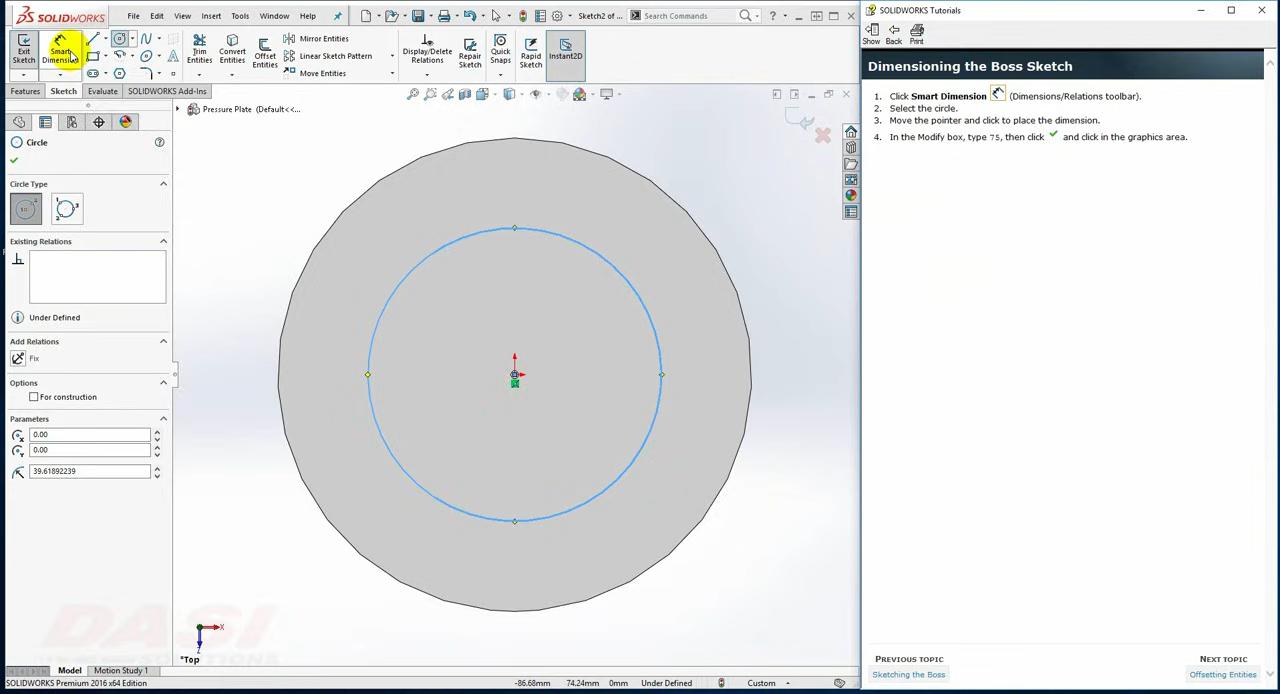 SOLIDWORKS
File
Edit
View
Insert
Tools
Window
Help
Sketch2 of ...
Search Commands
Exit
Sketch
Smart
Dimension
Trim
Entities
Convert
Entities
Offset
Entities
Mirror Entities
Linear Sketch Pattern
Move Entities
Display/Delete
Relations
Repair
Sketch
Quick
Snaps
Rapid
Sketch
Instant2D
Features
Sketch
Evaluate
SOLIDWORKS Add-Ins
Pressure Plate (Default<<...
Circle
Circle Type
Existing Relations
Under Defined
Add Relations
Fix
Options
For construction
Parameters
0.00
0.00
39.61892239
X
Z
*Top
DASI
SOLUTIONS
Model
Motion Study 1
SOLIDWORKS Premium 2016 x64 Edition
-86.68mm
74.24mm
0mm
Under Defined
Custom
SOLIDWORKS Tutorials
Show
Back
Print
Dimensioning the Boss Sketch
1. Click Smart Dimension (Dimensions/Relations toolbar).
2. Select the circle.
3. Move the pointer and click to place the dimension.
4. In the Modify box, type 75, then click and click in the graphics area.
PREVIOUS TOPIC
Sketching the Boss
NEXT TOPIC
Offsetting Entities